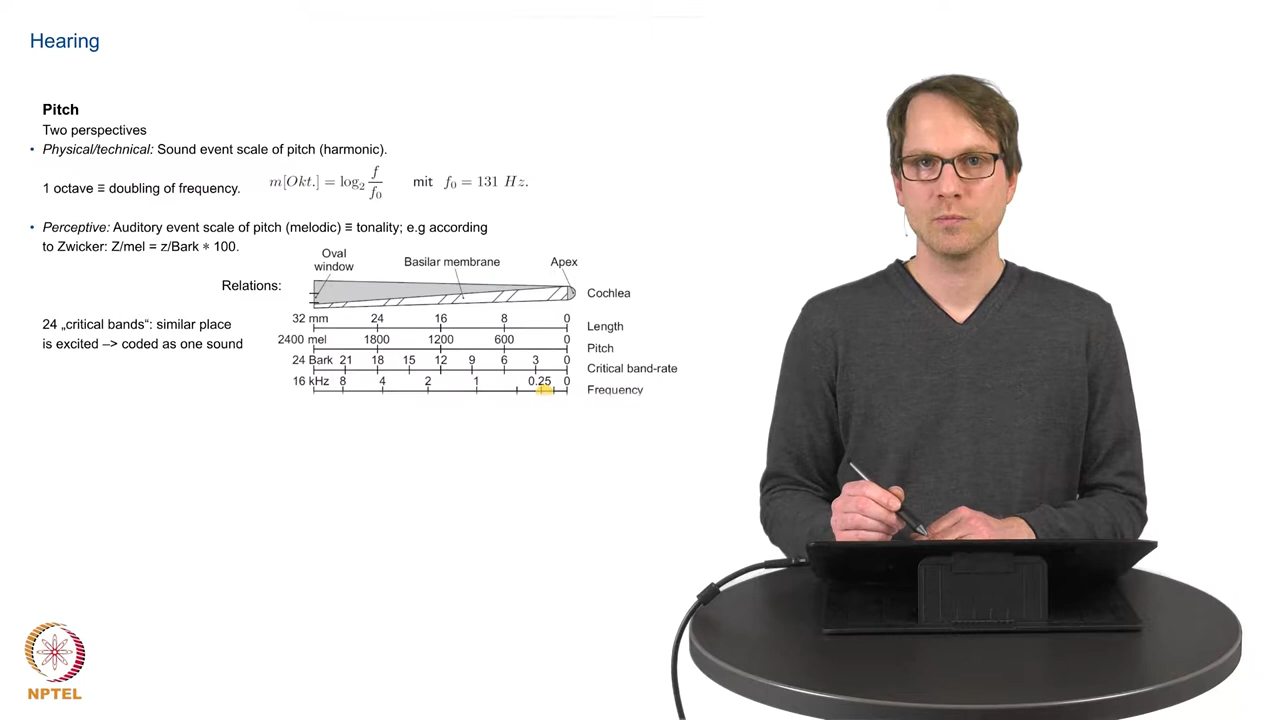 Hearing
Pitch
Two perspectives
• Physical/technical: Sound event scale of pitch (harmonic).
1 octave ≡ doubling of frequency. m[Okt.] = log₂ f/f₀ mit f₀ = 131 Hz.
• Perceptive: Auditory event scale of pitch (melodic) ≡ tonality; e.g according
to Zwicker: Z/mel = z/Bark * 100.
Relations:
Oval
window
Basilar membrane
Apex
Cochlea
24 „critical bands“: similar place
is excited –> coded as one sound
32 mm 24 16 8 0 Length
2400 mel 1800 1200 600 0 Pitch
24 Bark 21 18 15 12 9 6 3 0 Critical band-rate
16 kHz 8 4 2 1 0.25 0 Frequency
NPTEL